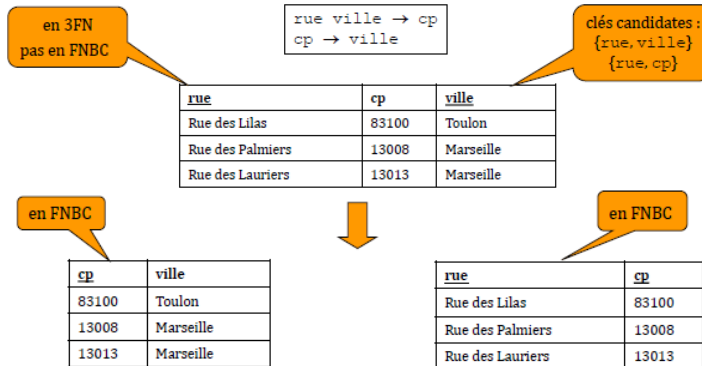 en 3FN
pas en FNBC
rue ville → cp
cp → ville
clés candidates :
{rue,ville}
{rue,cp}
rue cp ville
Rue des Lilas 83100 Toulon
Rue des Palmiers 13008 Marseille
Rue des Lauriers 13013 Marseille
en FNBC
en FNBC
cp ville
83100 Toulon
13008 Marseille
13013 Marseille
rue cp
Rue des Lilas 83100
Rue des Palmiers 13008
Rue des Lauriers 13013